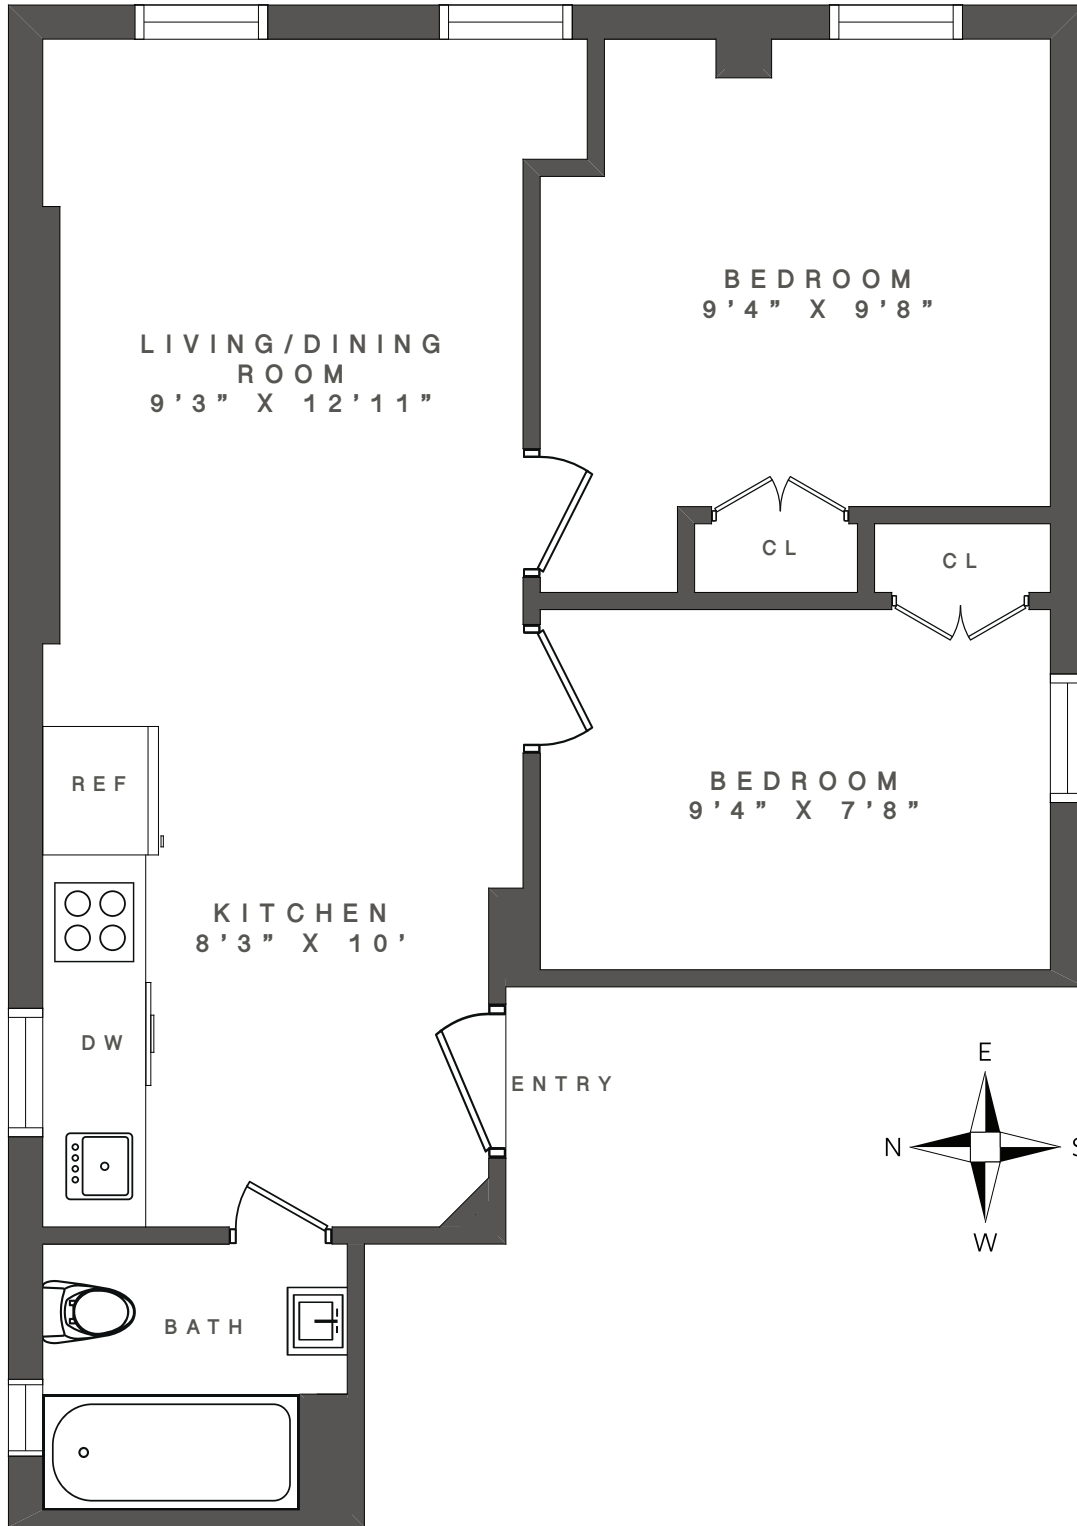 BEDROOM
9'4" X 9'8"
LIVING/DINING
ROOM
9'3" X 12'11"
CL
CL
REF
BEDROOM
9'4" X 7'8"
KITCHEN
8'3" X 10'
DW
ENTRY
E
N
S
W
BATH